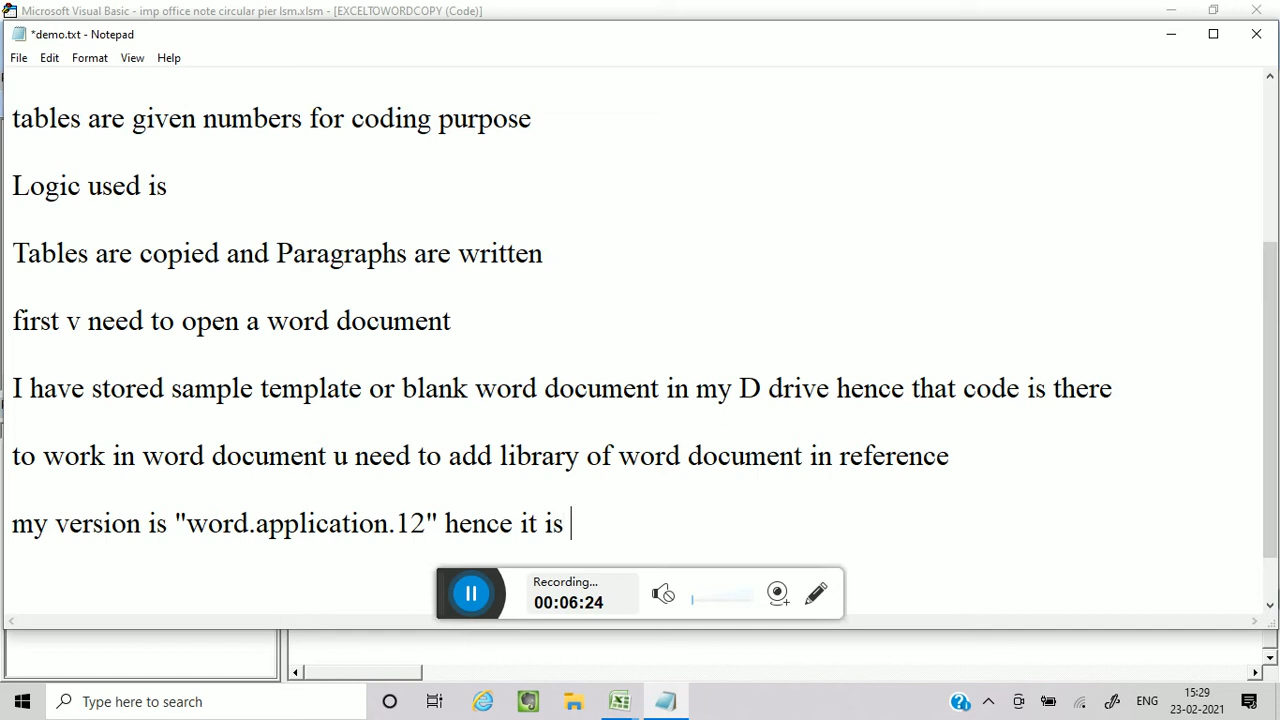 Microsoft Visual Basic - imp office note circular pier lsm.xlsm - [EXCELTOWORDCOPY (Code)]
*demo.txt - Notepad
File Edit Format View Help
tables are given numbers for coding purpose
Logic used is
Tables are copied and Paragraphs are written
first v need to open a word document
I have stored sample template or blank word document in my D drive hence that code is there
to work in word document u need to add library of word document in reference
my version is "word.application.12" hence it is
Recording...
00:06:24
Type here to search
ENG
15:29
23-02-2021